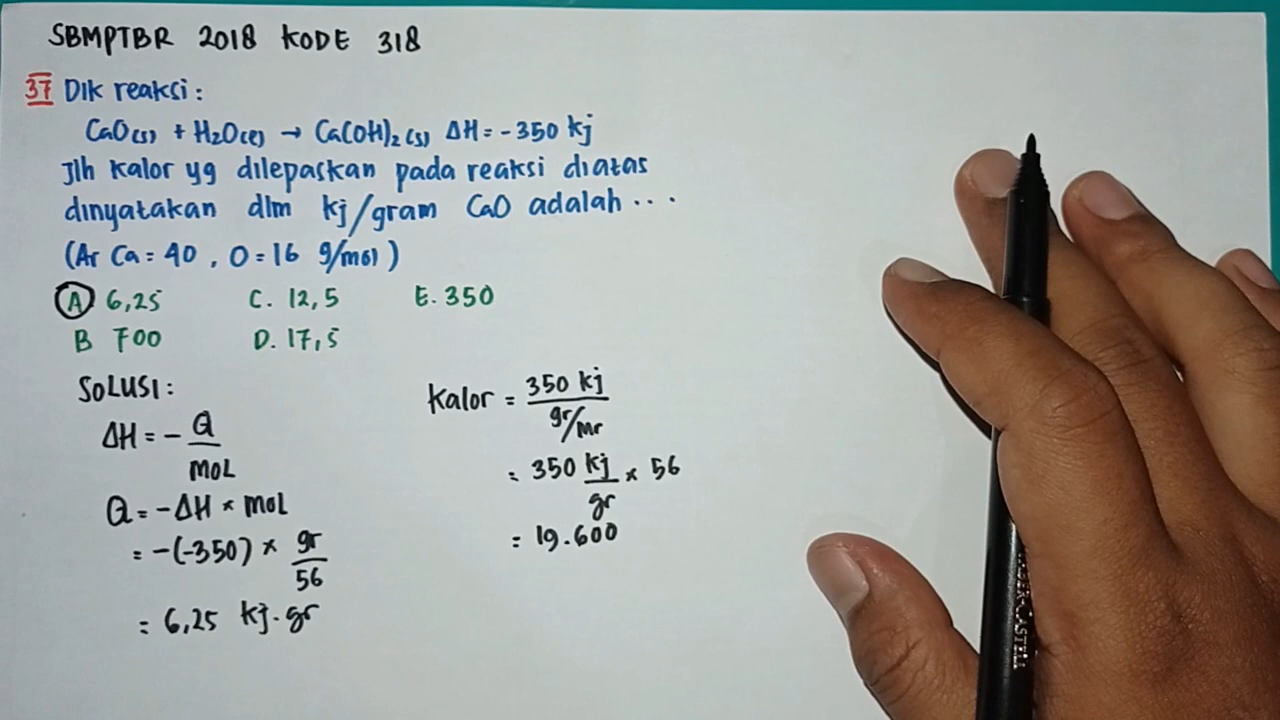 SBMPTBR 2018 KODE 318
37 Dik reaksi :
CaO(s) + H2O(l) → Ca(OH)2 (s) ΔH = -350 kj
Jlh kalor yg dilepaskan pada reaksi diatas
dinyatakan dlm kj/gram CaO adalah ...
(Ar Ca = 40 , O = 16 g/mol)
A 6,25 C. 12,5 E. 350
B 700 D. 17,5
SOLUSI :
ΔH = - Q/MOL
Q = -ΔH × MOL
= -(-350) × gr/56
= 6,25 kj.gr
Kalor = 350 kj / gr/Mr
= 350 kj/gr × 56
= 19.600